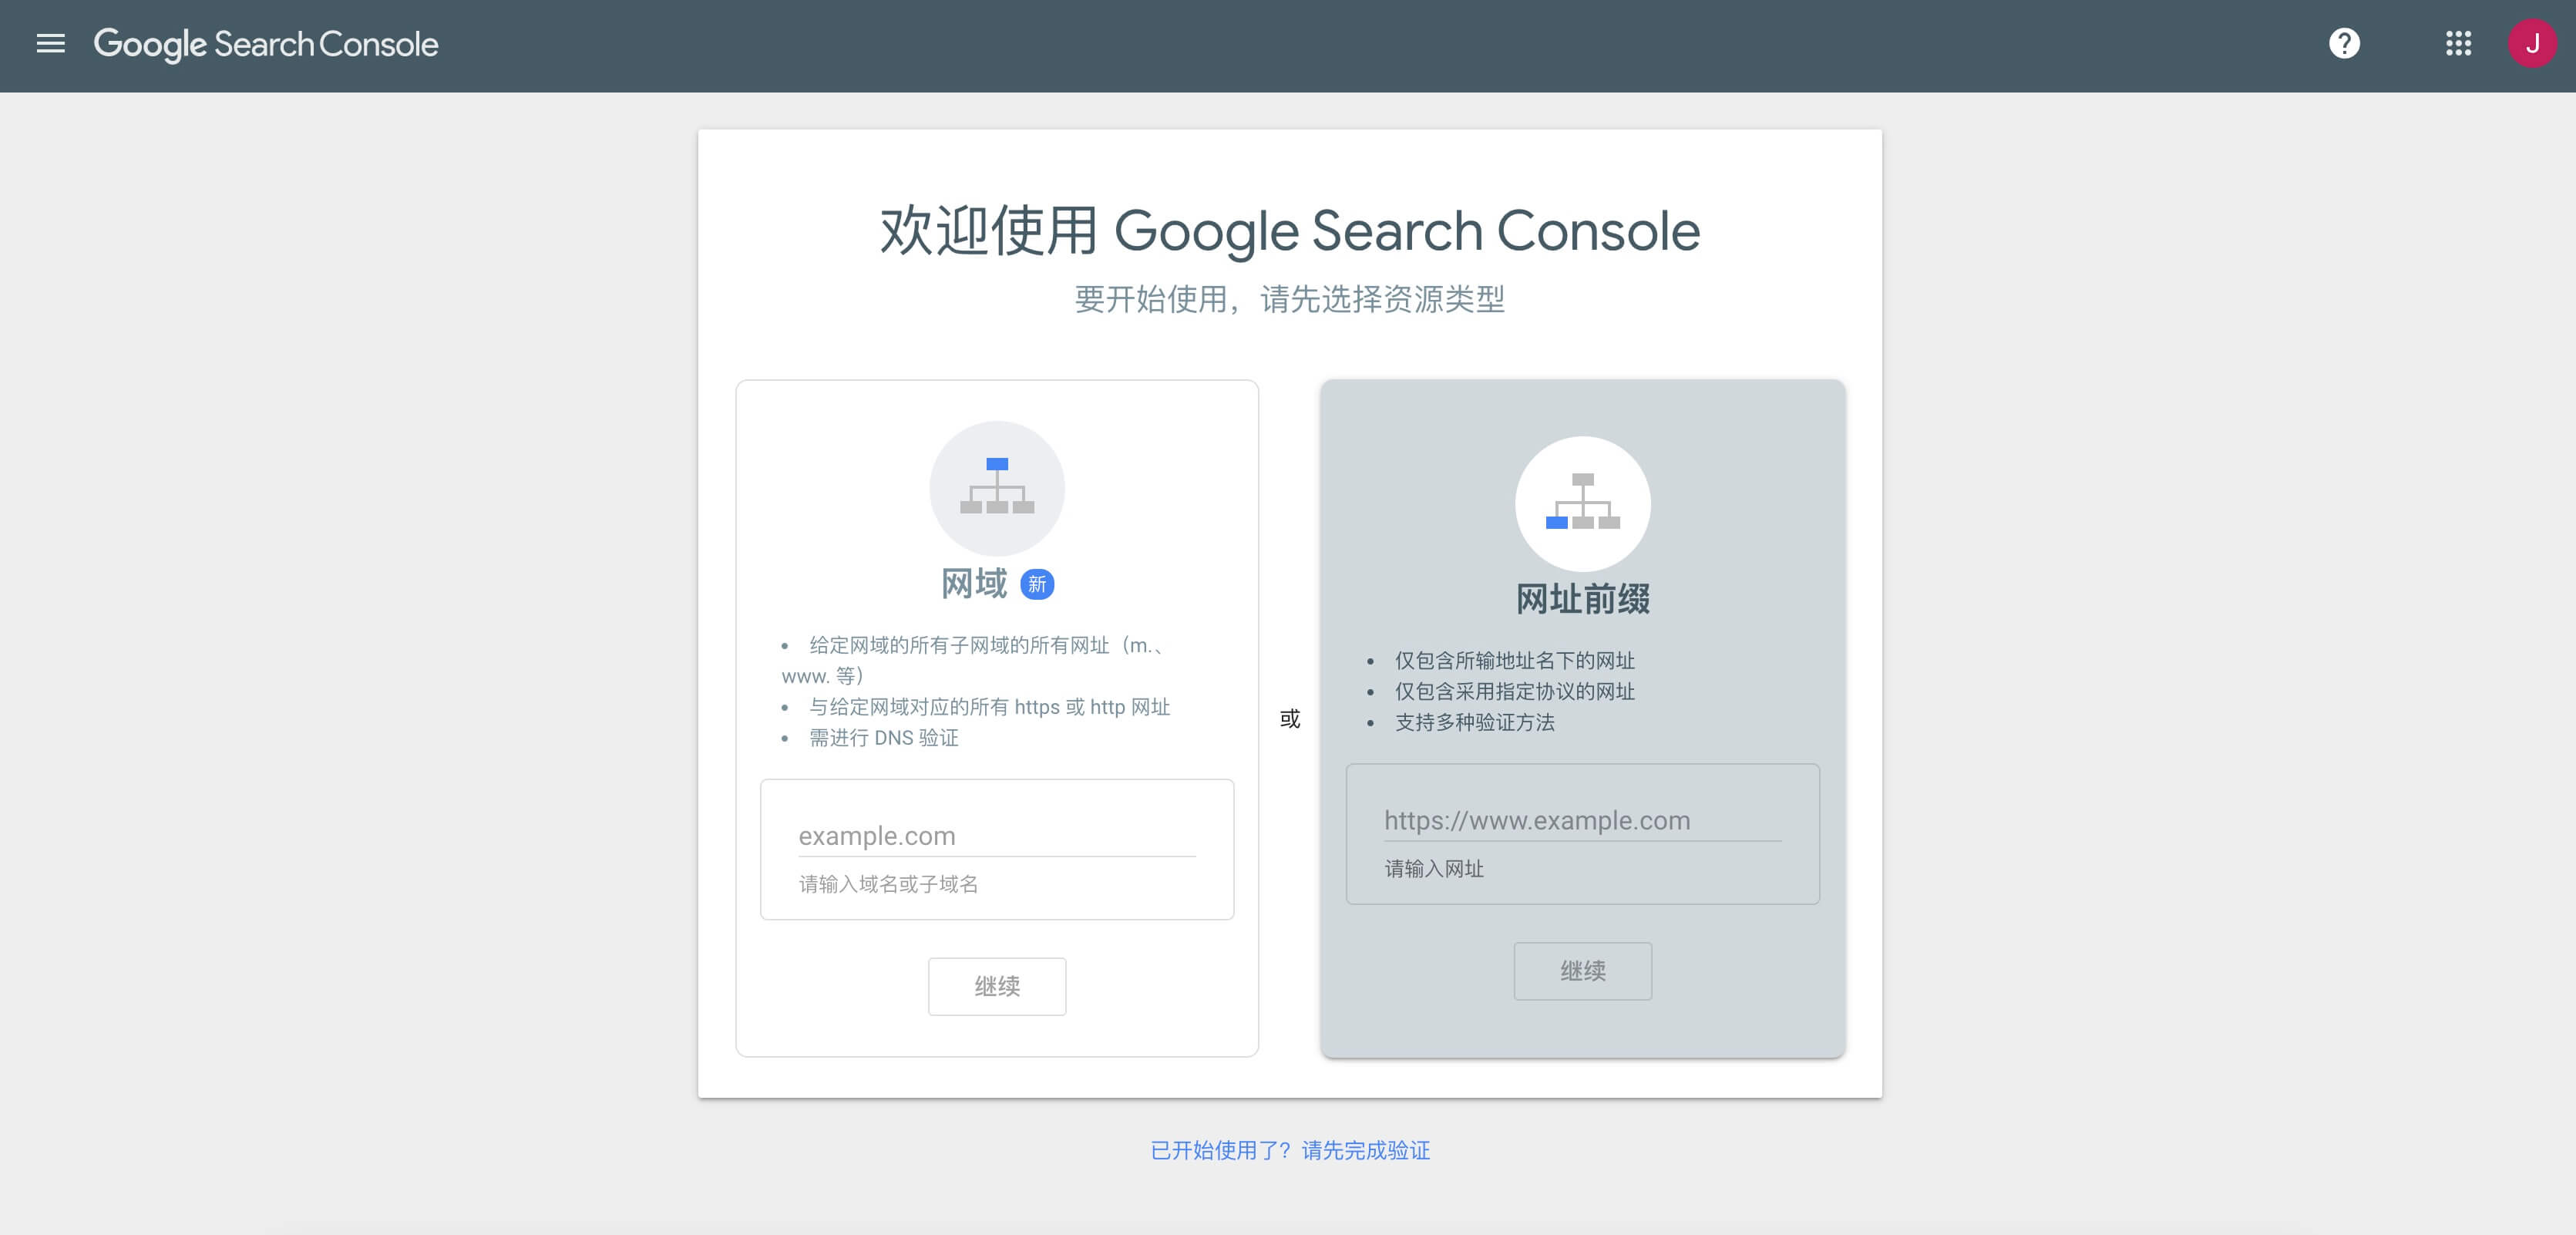 Google Search Console
J
欢迎使用 Google Search Console
要开始使用，请先选择资源类型
网域 新
• 给定网域的所有子网域的所有网址（m.、
www. 等）
• 与给定网域对应的所有 https 或 http 网址
• 需进行 DNS 验证
example.com
请输入域名或子域名
继续
或
网址前缀
• 仅包含所输地址名下的网址
• 仅包含采用指定协议的网址
• 支持多种验证方法
https://www.example.com
请输入网址
继续
已开始使用了？请先完成验证